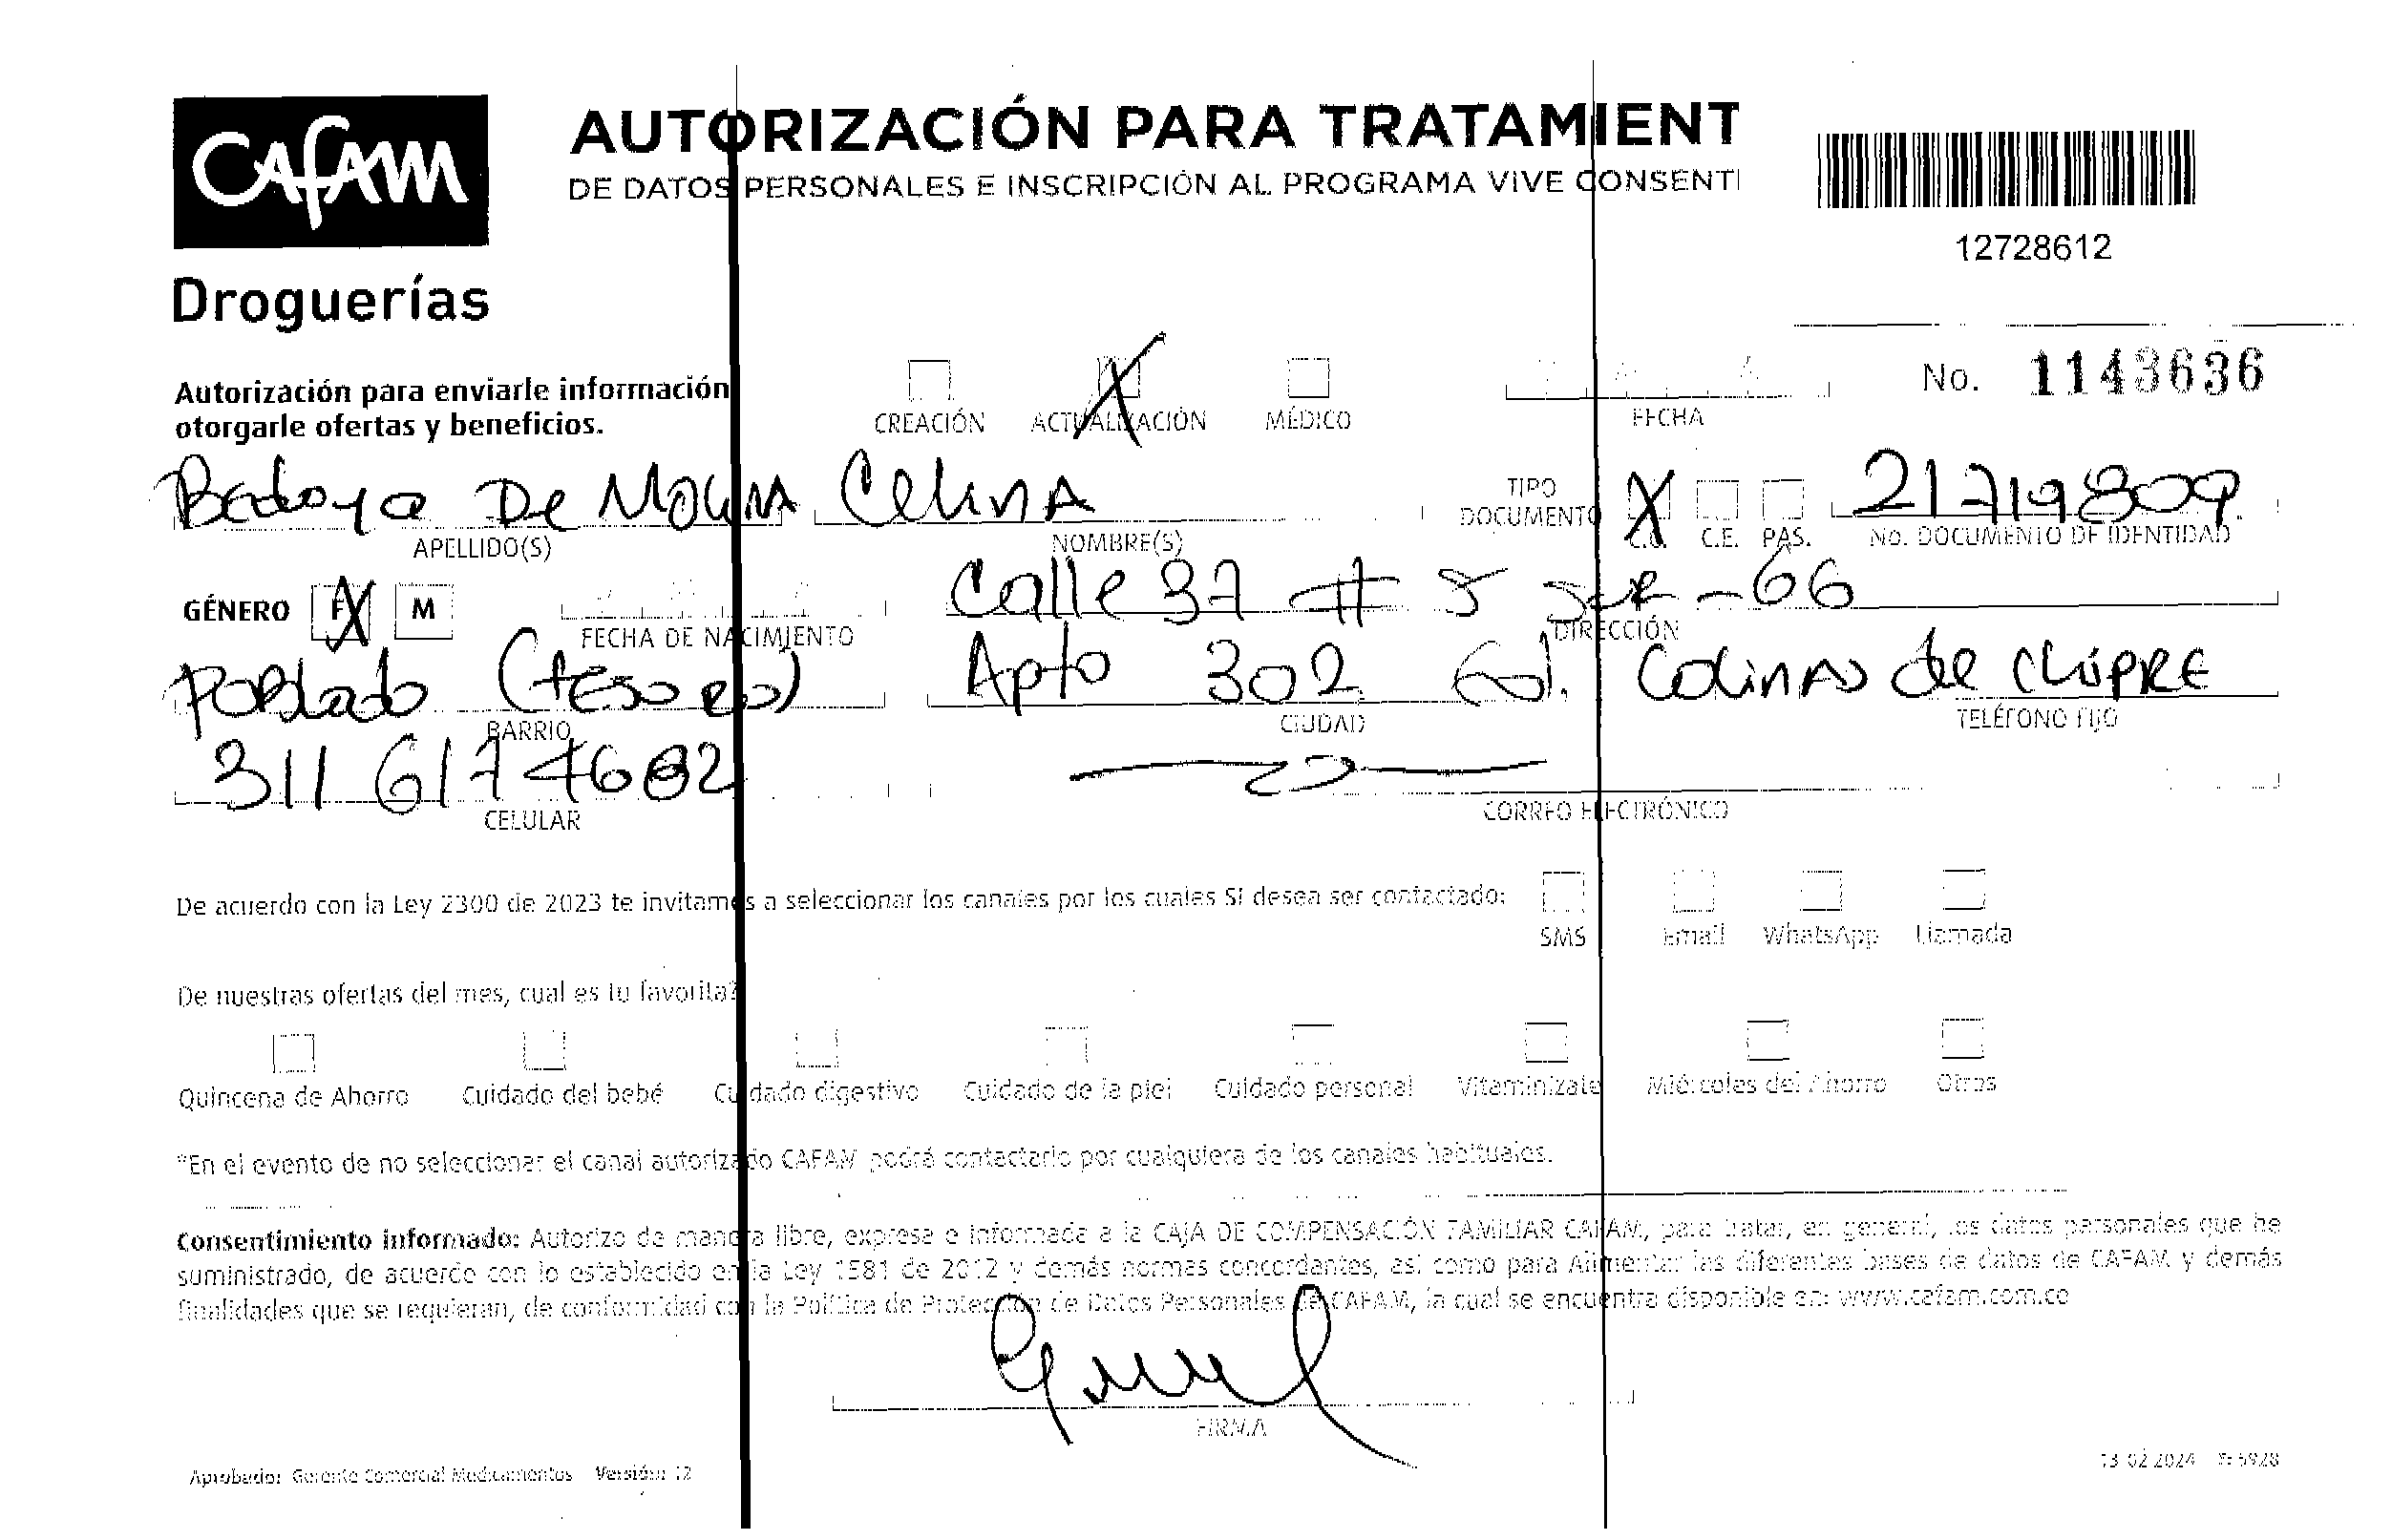 CAFAM
Droguerías
AUTORIZACIÓN PARA TRATAMIENT
DE DATOS PERSONALES E INSCRIPCIÓN AL PROGRAMA VIVE CONSENTI
12728612
Autorización para enviarle información
otorgarle ofertas y beneficios.
CREACIÓN ACTUALIZACIÓN MÉDICO
FECHA
No. 1143636
Bedoya De Molina Celina
TIPO DOCUMENTO X 21719809
APELLIDO(S) NOMBRE(S) C.C. C.E. PAS. No. DOCUMENTO DE IDENTIDAD
GÉNERO F X M
Calle 37 # 5 -66
FECHA DE NACIMIENTO DIRECCIÓN
Poblado (tesoro) Apto 302 Ed. Colinas de Chipre
BARRIO CIUDAD TELÉFONO FIJO
311 6174682
CELULAR CORREO ELECTRÓNICO
De acuerdo con la Ley 2300 de 2023 te invitamos a seleccionar los canales por los cuales SI desea ser contactado:
SMS Email WhatsApp Llamada
De nuestras ofertas del mes, cual es tu favorita?
Quincena de Ahorro Cuidado del bebé Cuidado digestivo Cuidado de la piel Cuidado personal Vitaminízate Miércoles del Ahorro Otros
*En el evento de no seleccionar el canal autorizado CAFAM podrá contactarlo por cualquiera de los canales habituales.
Consentimiento informado: Autorizo de manera libre, expresa e informada a la CAJA DE COMPENSACIÓN FAMILIAR CAFAM, para tratar, en general, los datos personales que he
suministrado, de acuerdo con lo establecido en la Ley 1581 de 2012 y demás normas concordantes, así como para Alimentar las diferentes bases de datos de CAFAM y demás
finalidades que se requieran, de conformidad con la Política de Protección de Datos Personales de CAFAM, la cual se encuentra disponible en: www.cafam.com.co
FIRMA
Aprobado: Gerente Comercial Medicamentos Versión: 12
13 02 2024 F: 5928